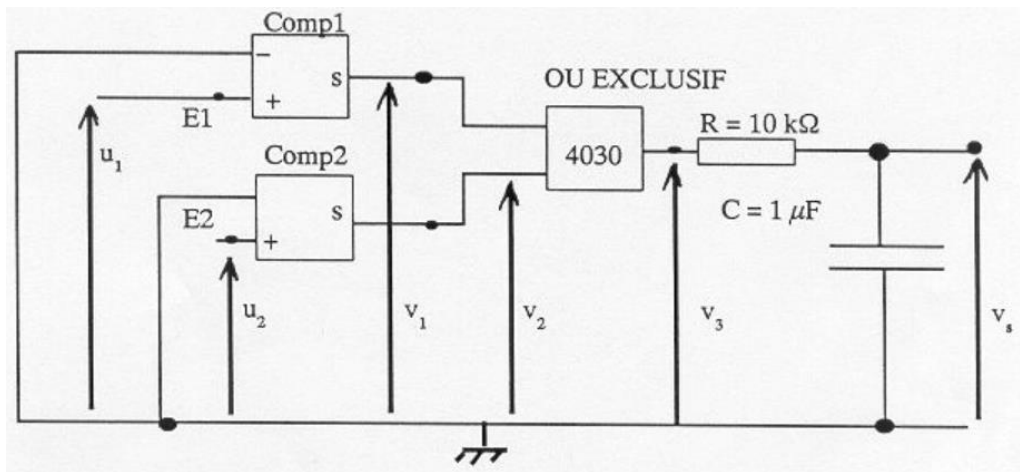 Comp1
−
s
+
E1
u1
OU EXCLUSIF
4030
R = 10 kΩ
Comp2
s
E2
+
C = 1 μF
u2
v1
v2
v3
vs